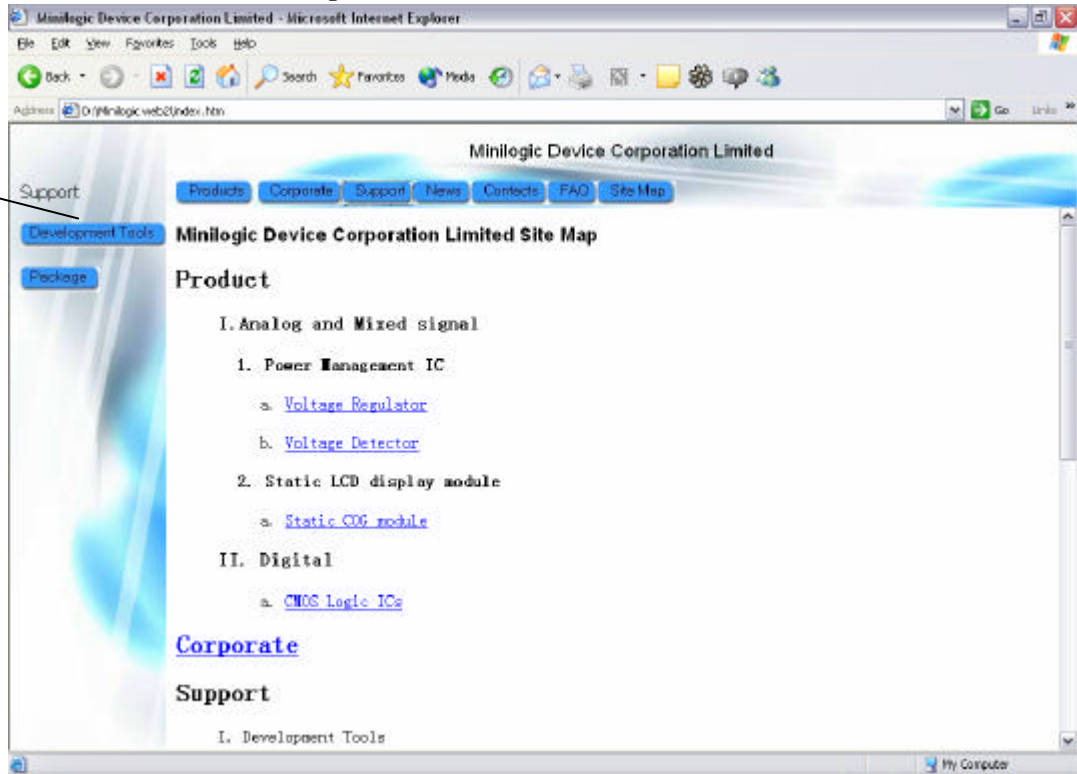 Minilogic Device Corporation Limited - Microsoft Internet Explorer
File Edit View Favorites Tools Help
Back Search Favorites Media
Address D:\Minilogic web2\index.htm Go Links »
Minilogic Device Corporation Limited
Support
Products Corporate Support News Contacts FAQ Site Map
Development Tools
Package
Minilogic Device Corporation Limited Site Map
Product
I. Analog and Mixed signal
1. Power Management IC
a. Voltage Regulator
b. Voltage Detector
2. Static LCD display module
a. Static COG module
II. Digital
a. CMOS Logic ICs
Corporate
Support
I. Development Tools
My Computer